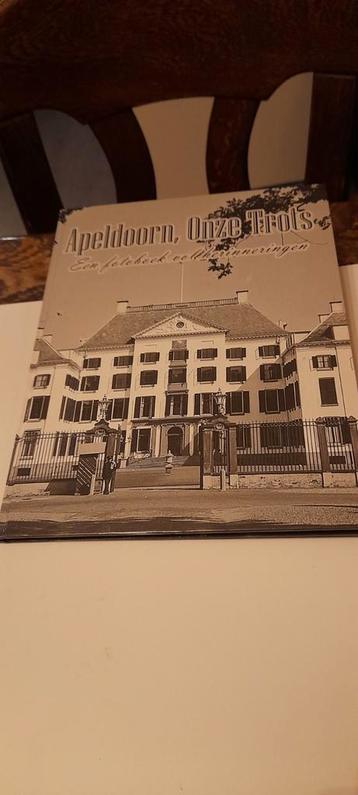 Apeldoorn, Onze Trots
Een fotoboek vol herinneringen